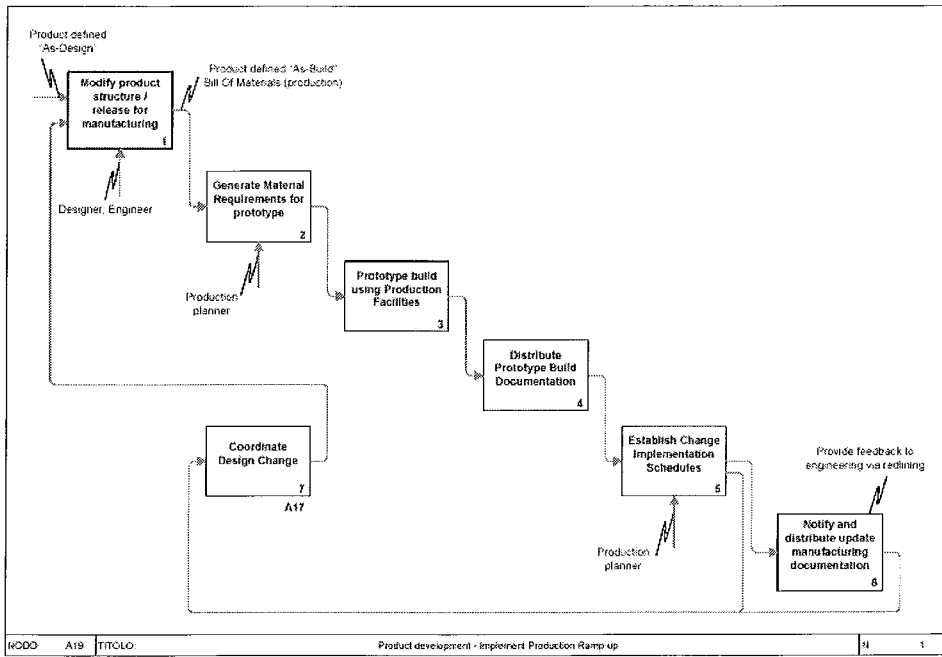 Product defined
"As-Design"
Product defined "As-Build"
Bill Of Materials (production)
Modify product
structure /
release for
manufacturing
1
Designer, Engineer
Generate Material
Requirements for
prototype
2
Production
planner
Prototype build
using Production
Facilities
3
Distribute
Prototype Build
Documentation
4
Establish Change
Implementation
Schedules
5
Production
planner
Provide feedback to
engineering via redlining
Notify and
distribute update
manufacturing
documentation
6
Coordinate
Design Change
7
A17
NODO: A19 TITOLO: Product development - Implement Production Ramp-up N 1